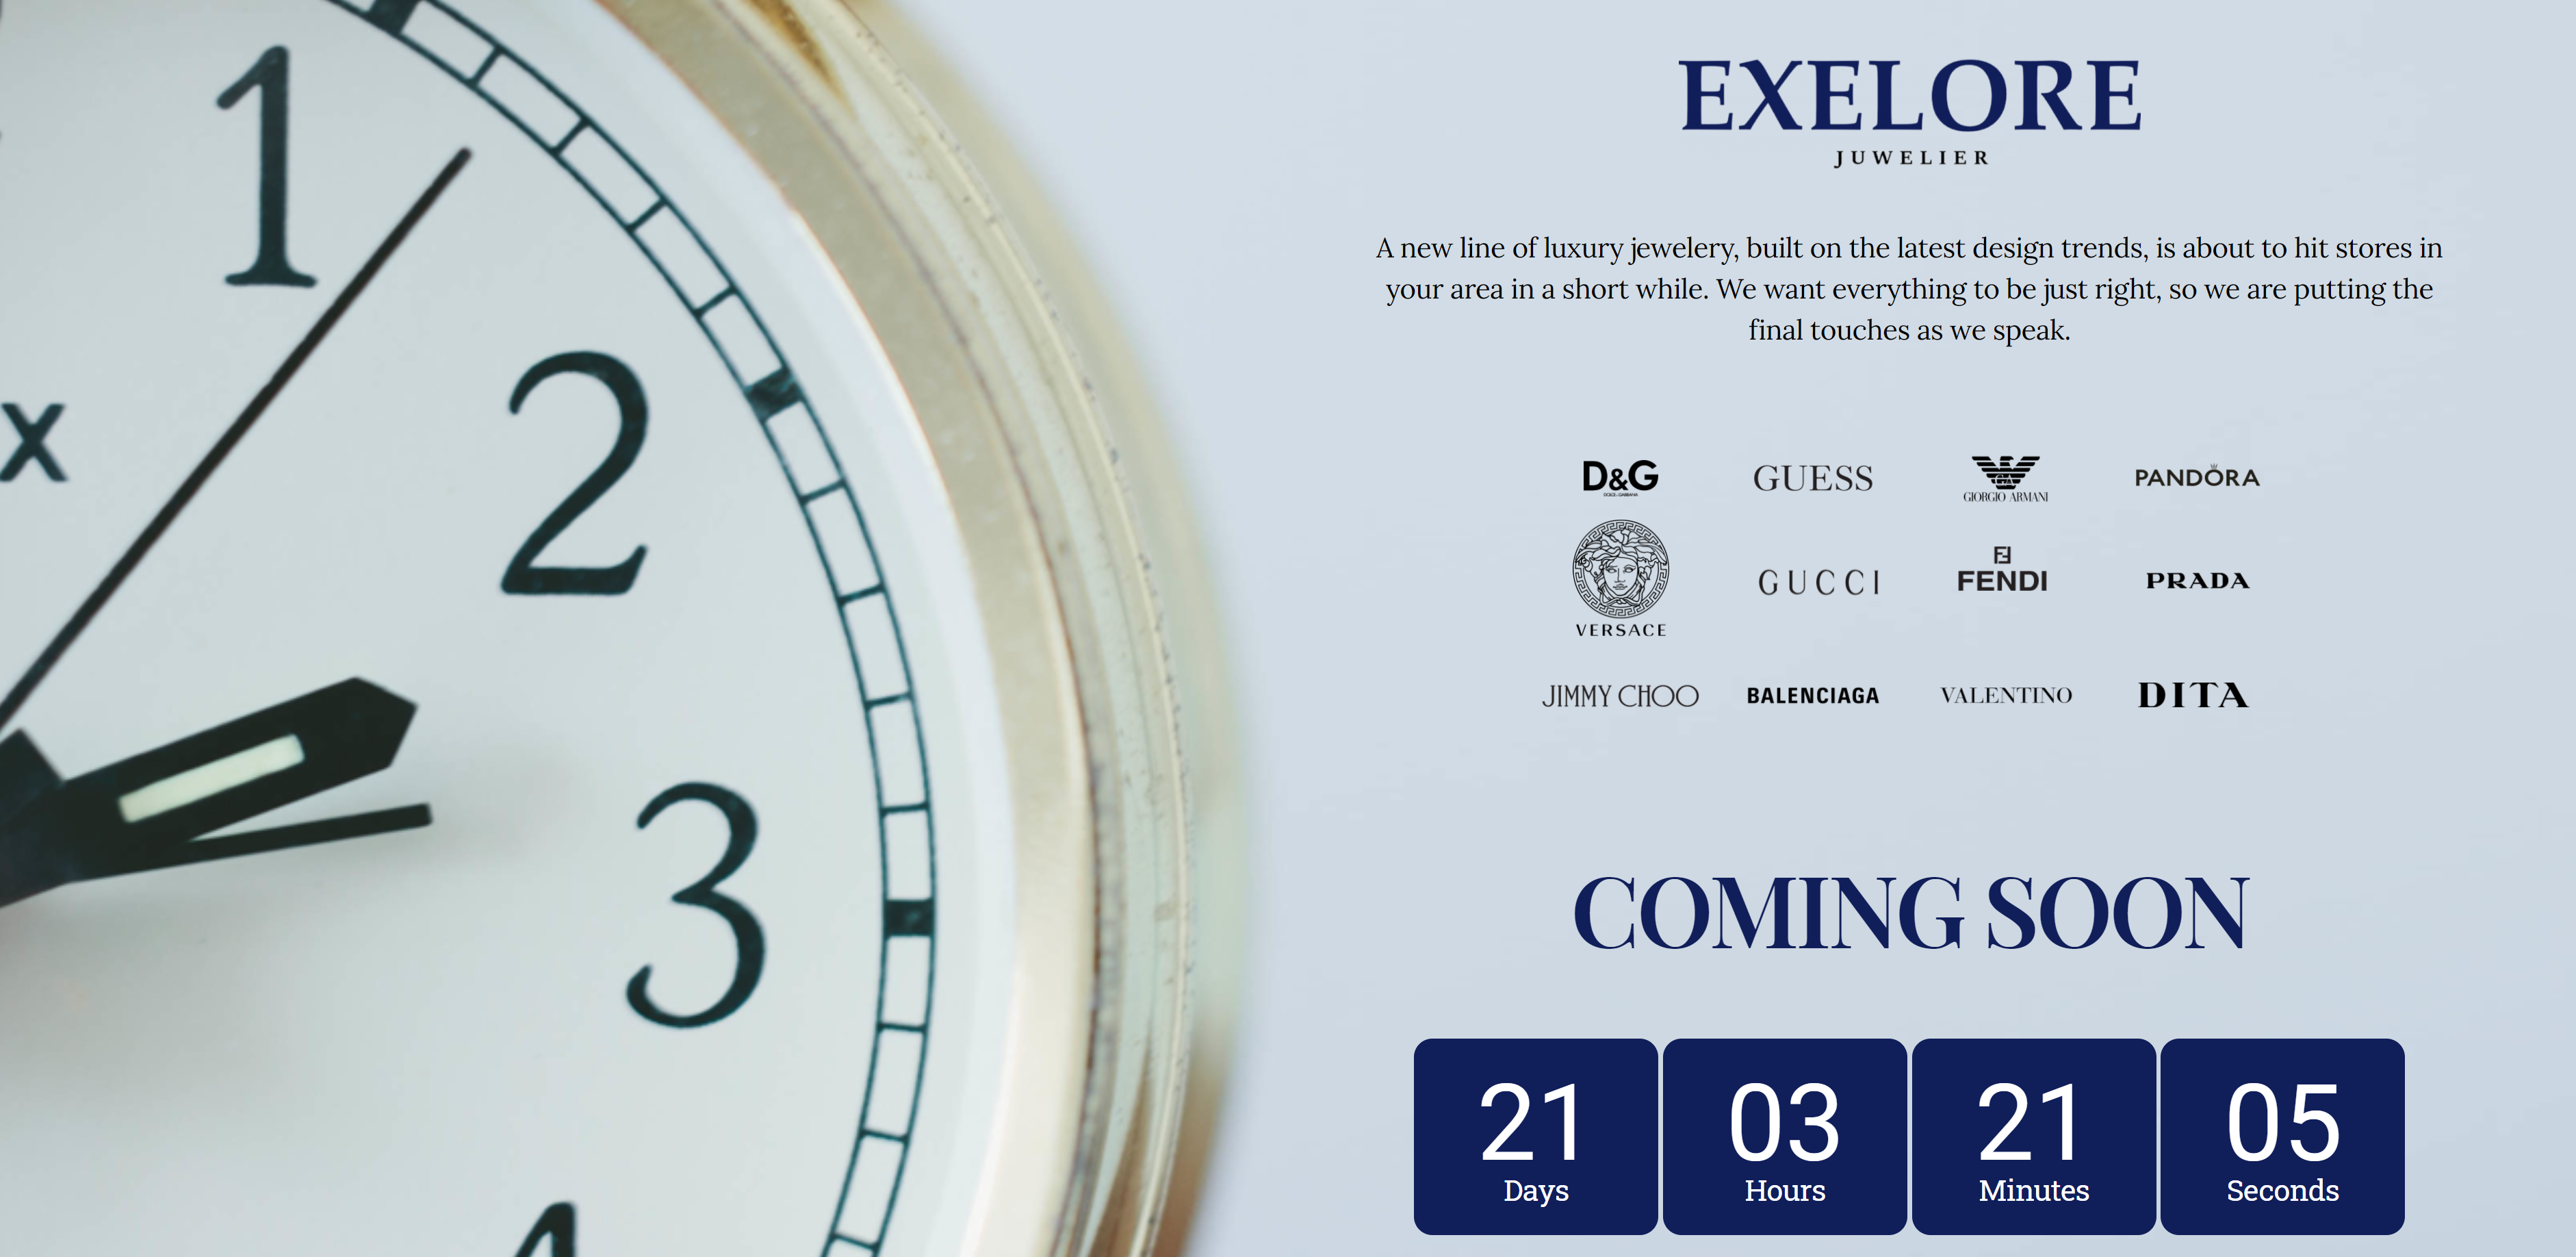 1
2
x
3
4
EXELORE
JUWELIER
A new line of luxury jewelery, built on the latest design trends, is about to hit stores in
your area in a short while. We want everything to be just right, so we are putting the
final touches as we speak.
D&G
DOLCE & GABBANA
GUESS
GIORGIO ARMANI
PANDORA
VERSACE
GUCCI
FENDI
PRADA
JIMMY CHOO
BALENCIAGA
VALENTINO
DITA
COMING SOON
21 03 21 05
Days Hours Minutes Seconds